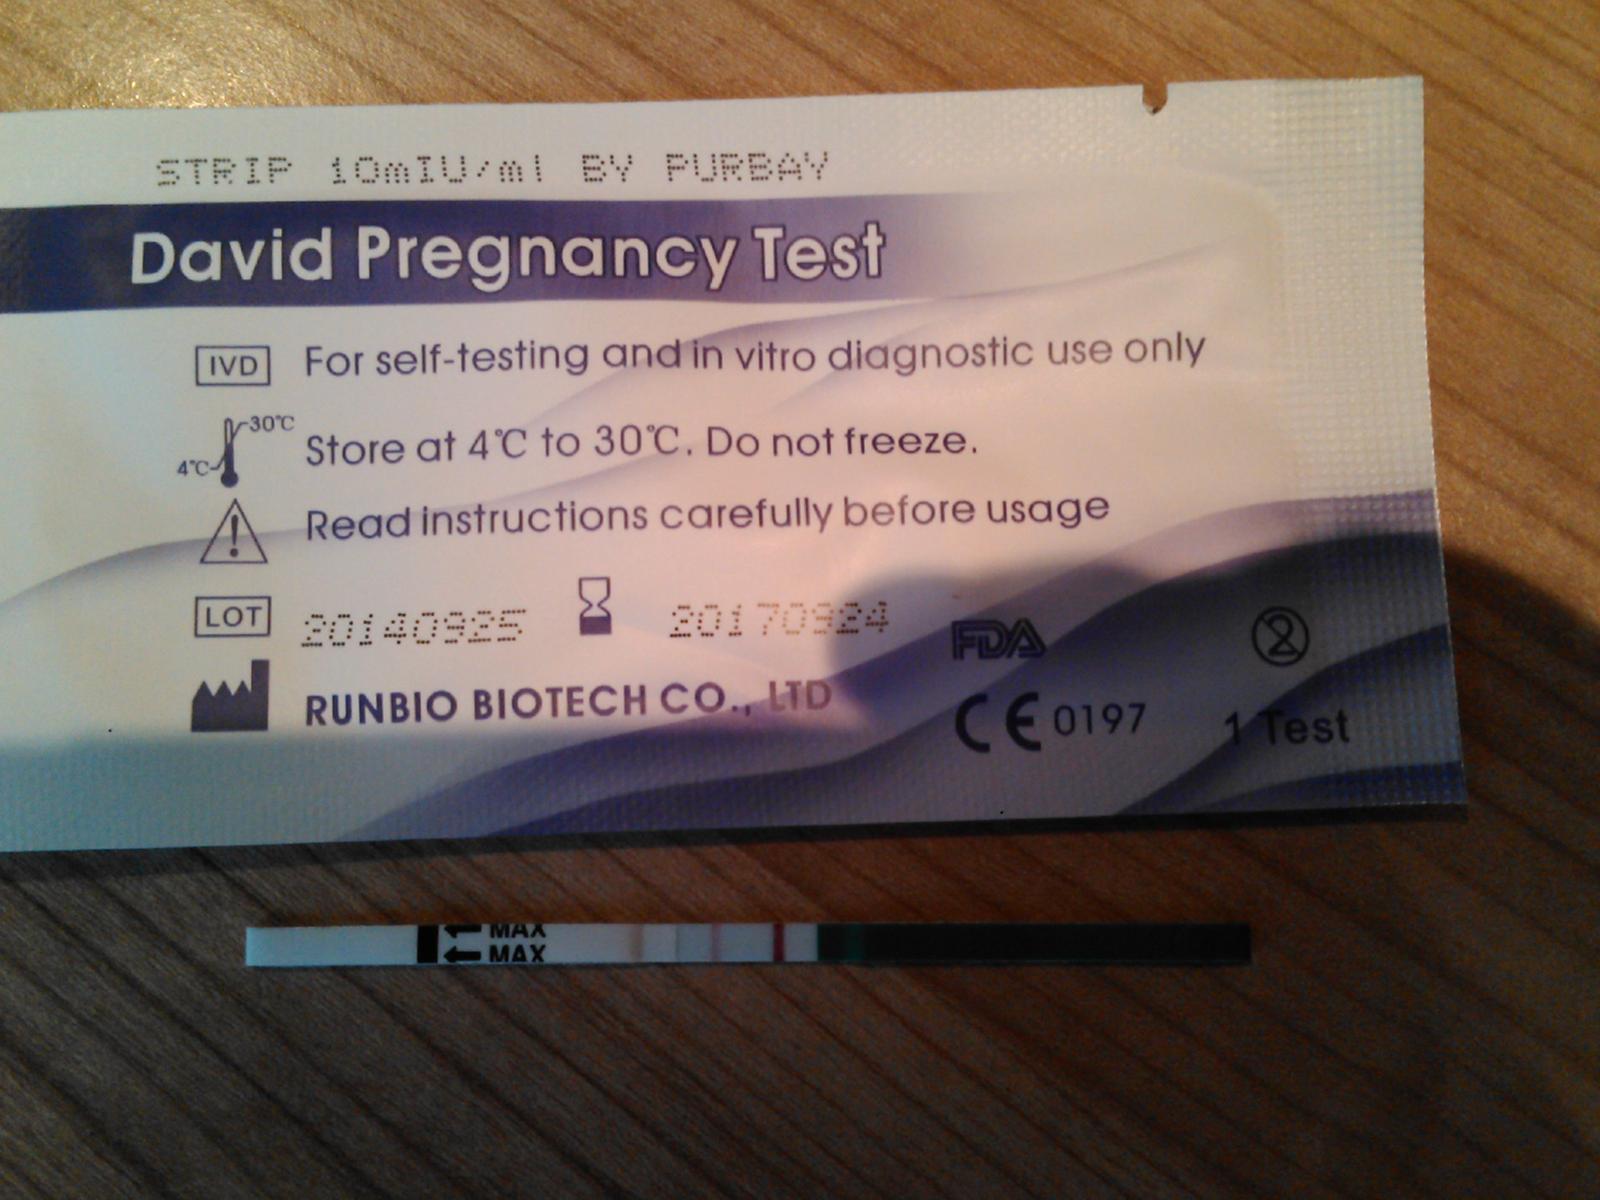 STRIP 10mIU/ml BY PURBAY
David Pregnancy Test
IVD For self-testing and in vitro diagnostic use only
30℃
4℃
Store at 4℃ to 30℃. Do not freeze.
! Read instructions carefully before usage
LOT 20140925 20170924
FDA 2
RUNBIO BIOTECH CO., LTD
CE 0197 1 Test
MAX
MAX